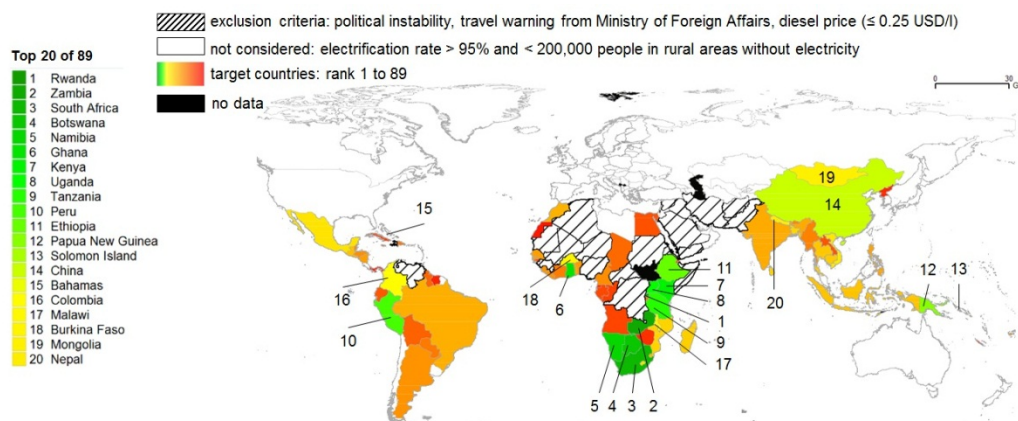 exclusion criteria: political instability, travel warning from Ministry of Foreign Affairs, diesel price (≤ 0.25 USD/l)
not considered: electrification rate > 95% and < 200,000 people in rural areas without electricity
target countries: rank 1 to 89
no data
Top 20 of 89
1 Rwanda
2 Zambia
3 South Africa
4 Botswana
5 Namibia
6 Ghana
7 Kenya
8 Uganda
9 Tanzania
10 Peru
11 Ethiopia
12 Papua New Guinea
13 Solomon Island
14 China
15 Bahamas
16 Colombia
17 Malawi
18 Burkina Faso
19 Mongolia
20 Nepal
0 30
G
15
19
14
16
10
18
6
11
7
8
1
9
17
20
12
13
5
4
3
2